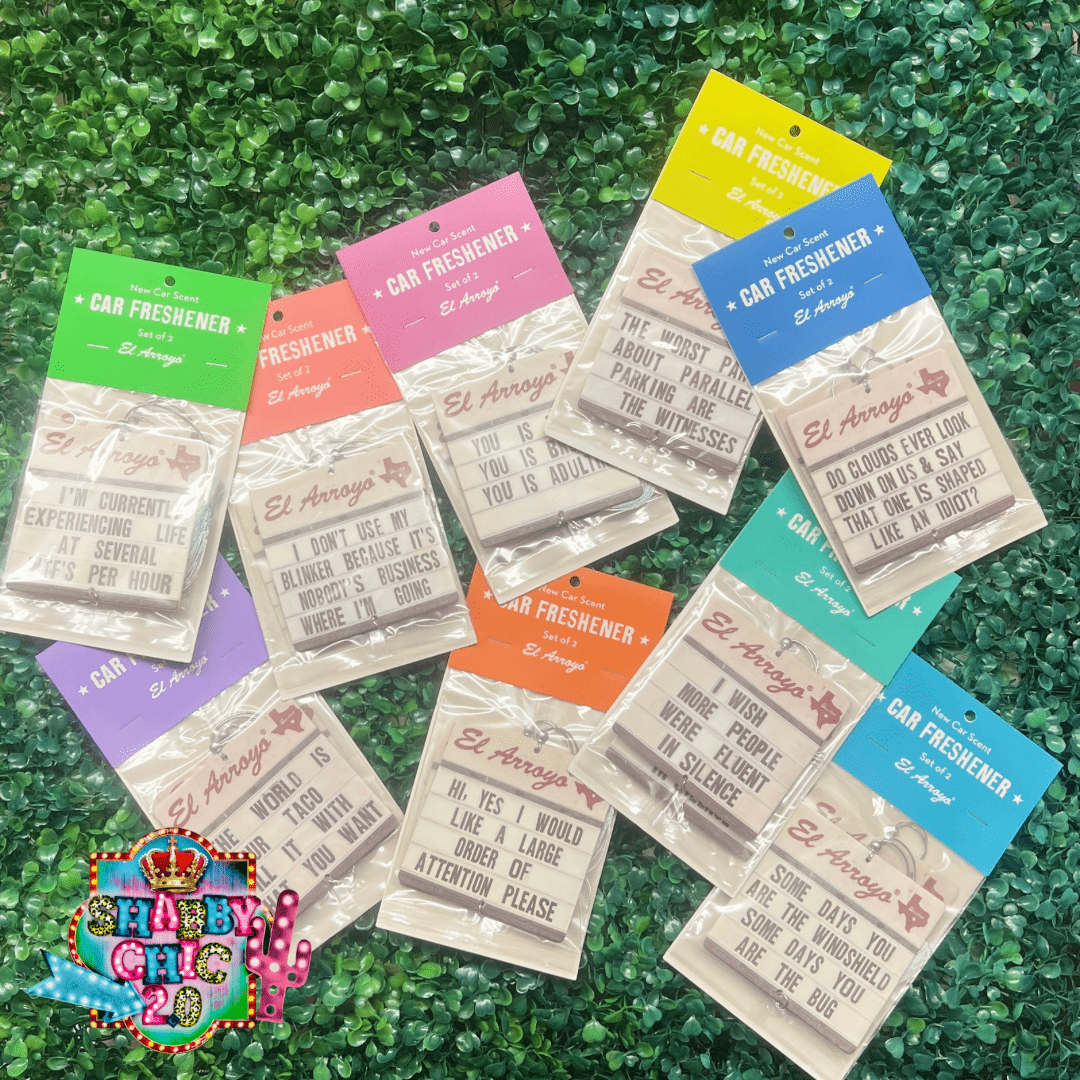 New Car Scent
CAR FRESHENER
Set of 2
El Arroyo
El Arroyo
I'M CURRENTLY
EXPERIENCING LIFE
AT SEVERAL
PER HOUR
Car Scent
FRESHENER
Set of 2
El Arroyo
El Arroyo
I DON'T USE MY
BLINKER BECAUSE IT'S
NOBODY'S BUSINESS
WHERE I'M GOING
New Car Scent
CAR FRESHENER
Set of 2
El Arroyo
El Arroyo
YOU IS
YOU IS
YOU IS
New Car Scent
CAR FRESHENER
Set of 2
El Arroyo
El Arroyo
THE WORST
ABOUT PARALLEL
PARKING ARE
THE WITNESSES
New Car Scent
CAR FRESHENER
Set of 2
El Arroyo
El Arroyo
DO CLOUDS EVER LOOK
DOWN ON US & SAY
THAT ONE IS SHAPED
LIKE AN IDIOT?
CAR
El Arroyo
El Arroyo
WORLD IS
TACO
IT WITH
YOU WANT
New Car Scent
CAR FRESHENER
Set of 2
El Arroyo
El Arroyo
HI, YES I WOULD
LIKE A LARGE
ORDER OF
ATTENTION PLEASE
CAR
Set of 2
El Arroyo
El Arroyo
I WISH
MORE PEOPLE
WERE FLUENT
IN SILENCE
New Car Scent
CAR FRESHENER
Set of 2
El Arroyo
El Arroyo
SOME DAYS YOU
ARE THE WINDSHIELD
SOME DAYS YOU
ARE THE BUG
SHABBY
CHIC
2.0